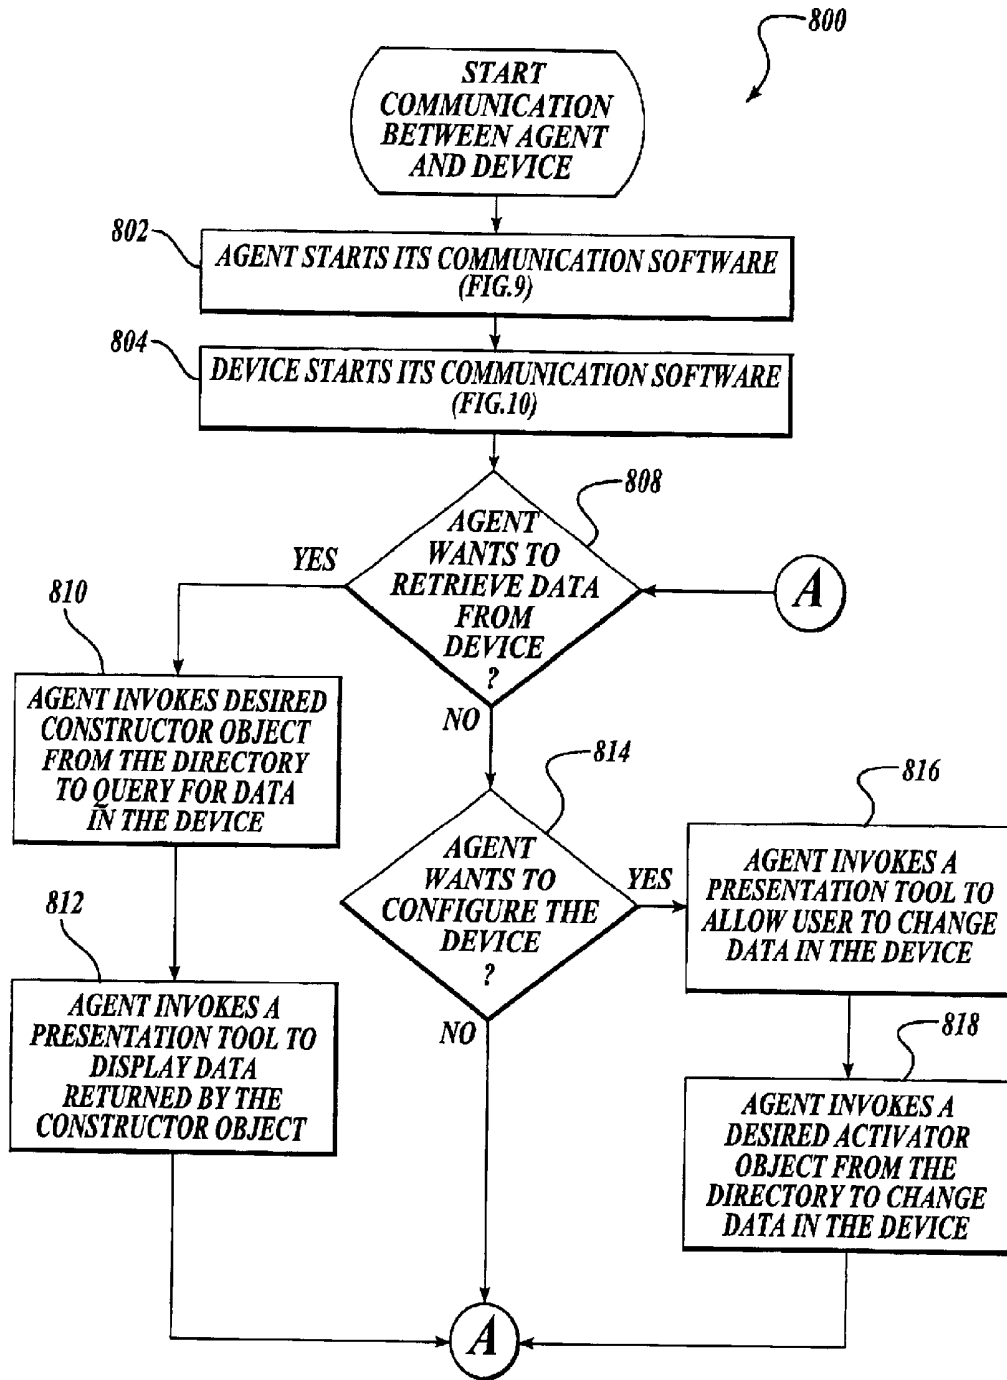 800
START
COMMUNICATION
BETWEEN AGENT
AND DEVICE
802
AGENT STARTS ITS COMMUNICATION SOFTWARE
(FIG.9)
804
DEVICE STARTS ITS COMMUNICATION SOFTWARE
(FIG.10)
808
AGENT
WANTS TO
RETRIEVE DATA
FROM
DEVICE
?
YES
A
NO
810
AGENT INVOKES DESIRED
CONSTRUCTOR OBJECT
FROM THE DIRECTORY
TO QUERY FOR DATA
IN THE DEVICE
812
AGENT INVOKES A
PRESENTATION TOOL TO
DISPLAY DATA
RETURNED BY THE
CONSTRUCTOR OBJECT
814
AGENT
WANTS TO
CONFIGURE THE
DEVICE
?
YES
NO
816
AGENT INVOKES A
PRESENTATION TOOL TO
ALLOW USER TO CHANGE
DATA IN THE DEVICE
818
AGENT INVOKES A
DESIRED ACTIVATOR
OBJECT FROM THE
DIRECTORY TO CHANGE
DATA IN THE DEVICE
A